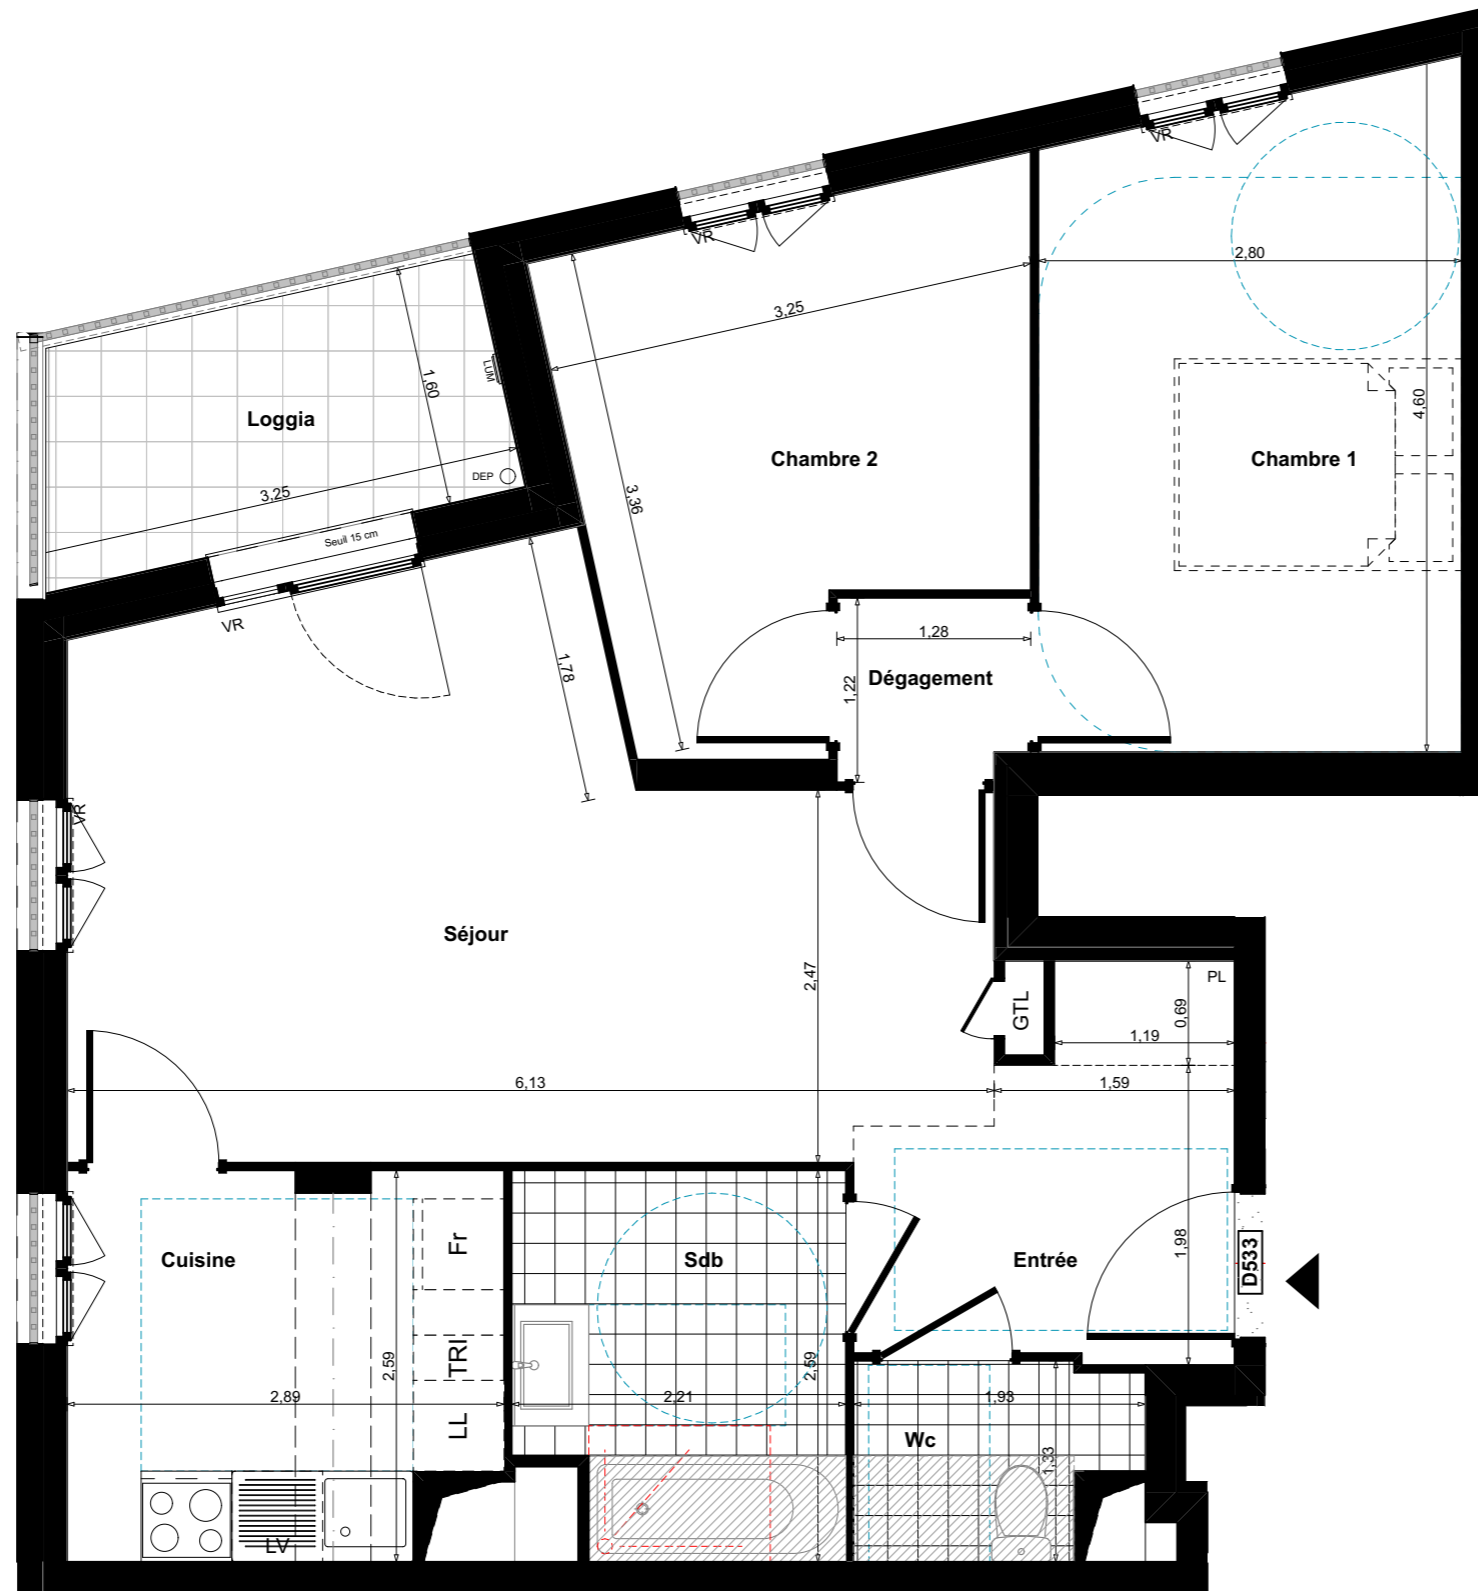 VR
2,80
VR
3,25
LUM
1,60
Loggia
4,60
Chambre 2
Chambre 1
DEP
3,25
3,36
Seuil 15 cm
VR
1,28
1,78
Dégagement
1,22
VR
Séjour
2,47
PL
GTL
0,69
1,19
6,13
1,59
Fr
Cuisine
Sdb
Entrée
1,98
D533
TRI
2,59
2,59
2,89
2,21
1,93
LL
Wc
1,33
LV